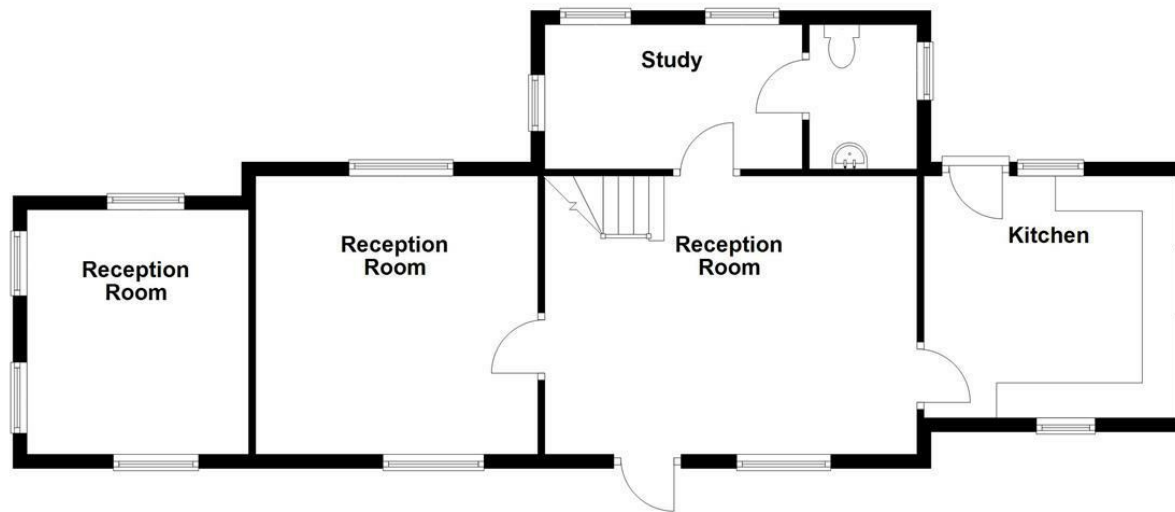 Study
Reception
Room
Reception
Room
Reception
Room
Kitchen